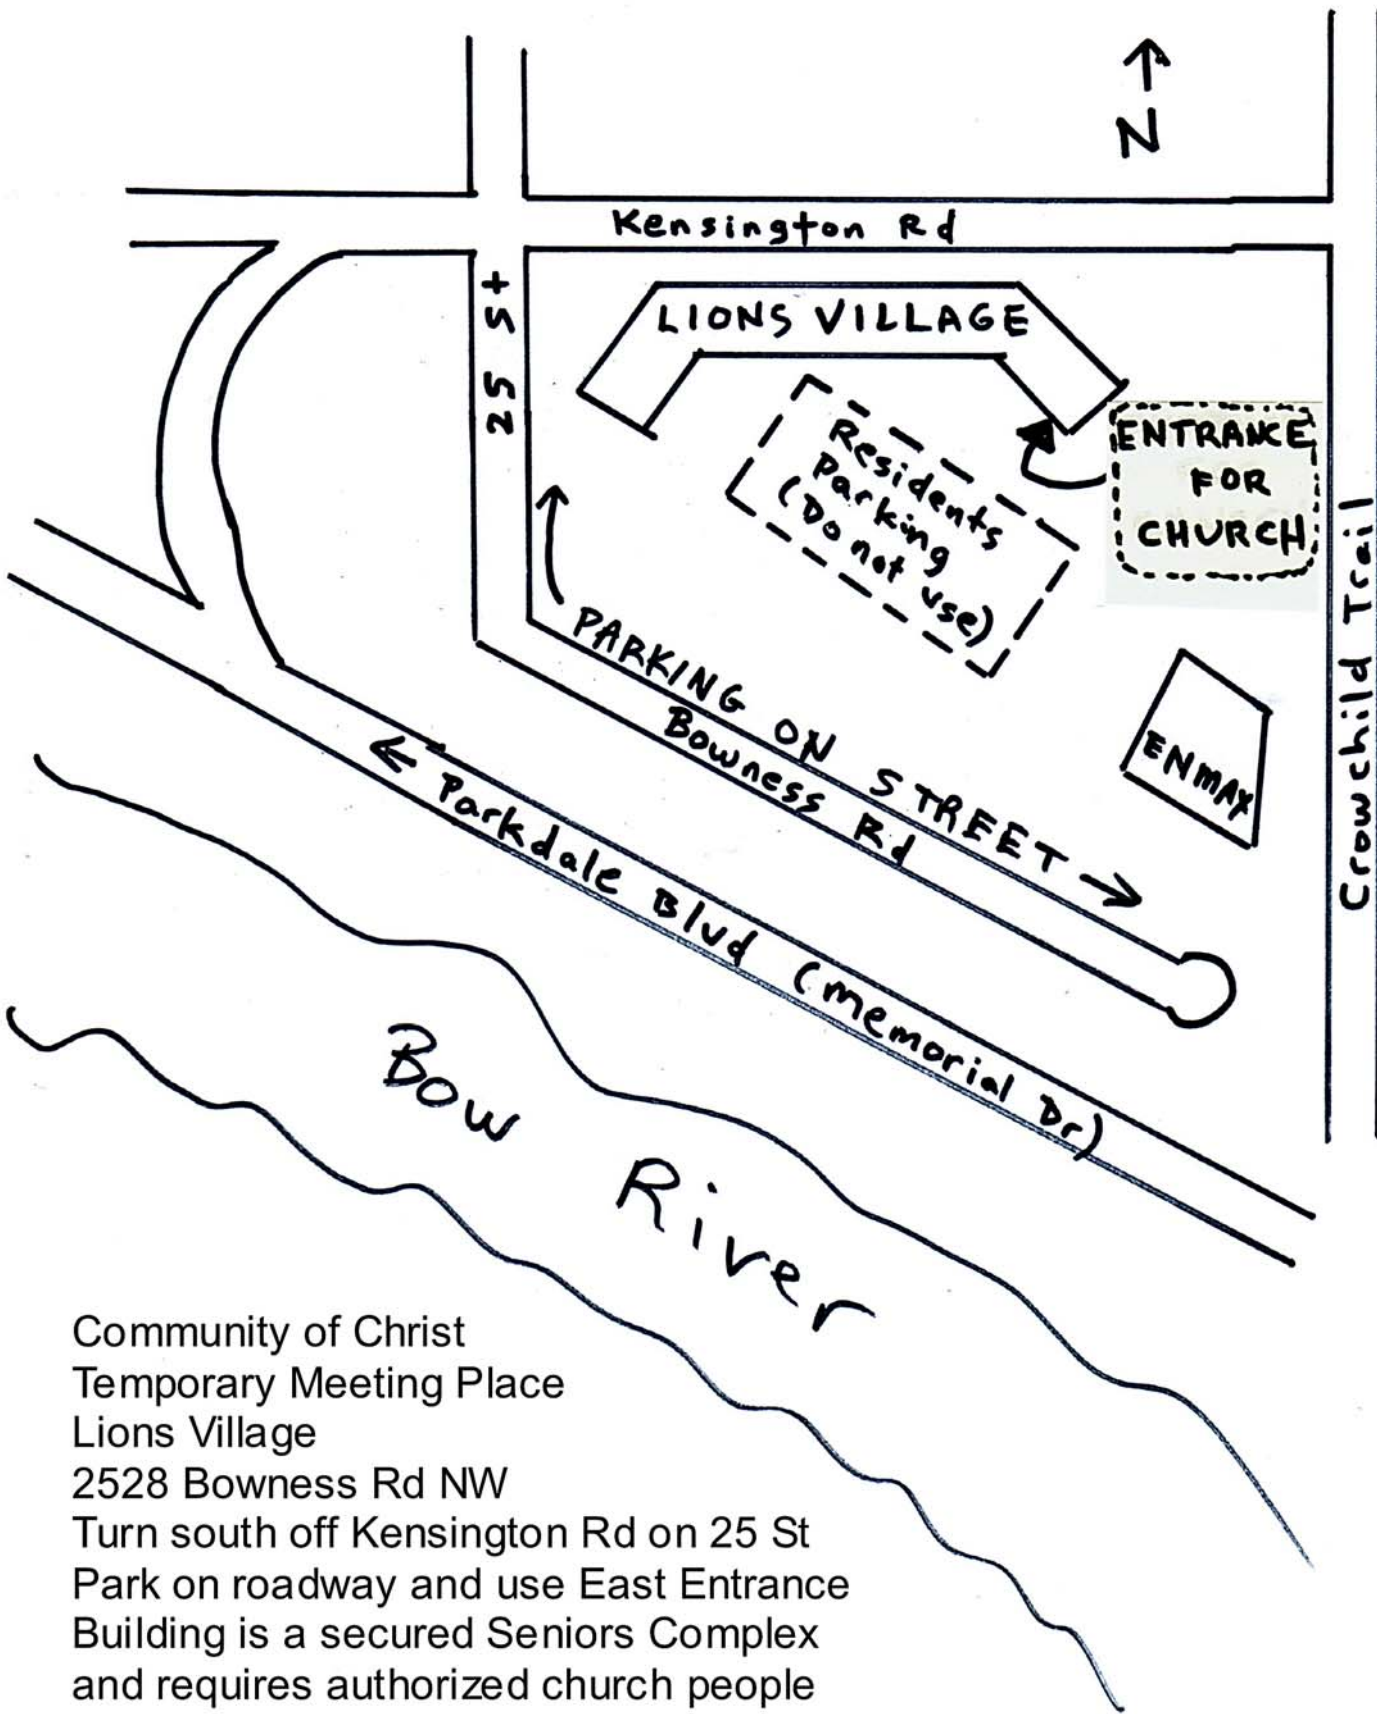 N
Kensington Rd
25 St
LIONS VILLAGE
Residents
Parking
(Do not use)
ENTRANCE
FOR
CHURCH
Crowchild Trail
PARKING ON STREET
Bowness Rd
ENMAX
Parkdale Blvd (Memorial Dr)
Bow River
Community of Christ
Temporary Meeting Place
Lions Village
2528 Bowness Rd NW
Turn south off Kensington Rd on 25 St
Park on roadway and use East Entrance
Building is a secured Seniors Complex
and requires authorized church people